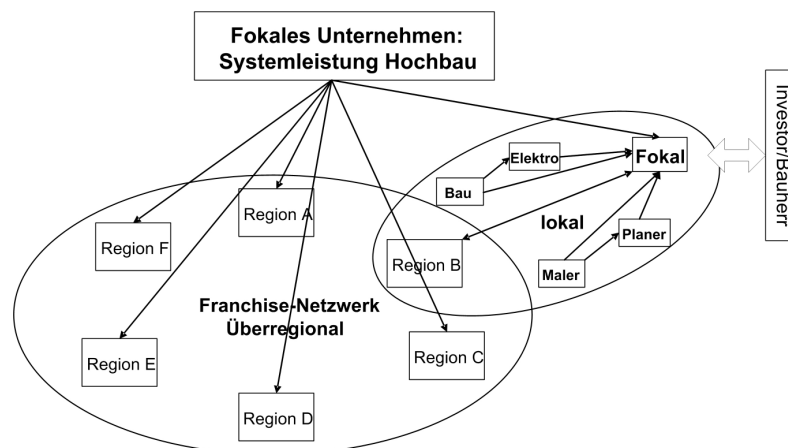 Fokales Unternehmen:
Systemleistung Hochbau
Investor/Bauherr
Elektro
Fokal
Bau
Region A
lokal
Planer
Region F
Region B
Maler
Franchise-Netzwerk
Überregional
Region E
Region C
Region D